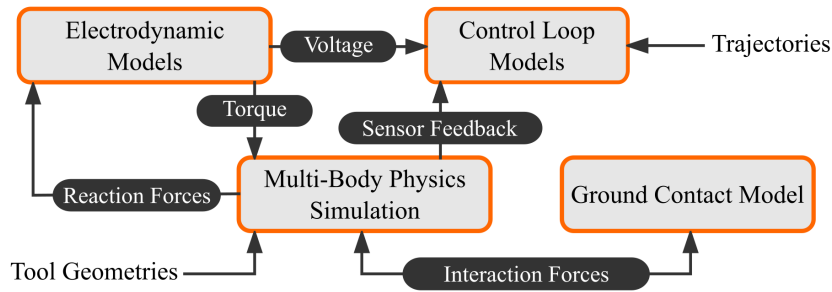 Electrodynamic
Models
Voltage
Control Loop
Models
Trajectories
Torque
Sensor Feedback
Reaction Forces
Multi-Body Physics
Simulation
Ground Contact Model
Tool Geometries
Interaction Forces